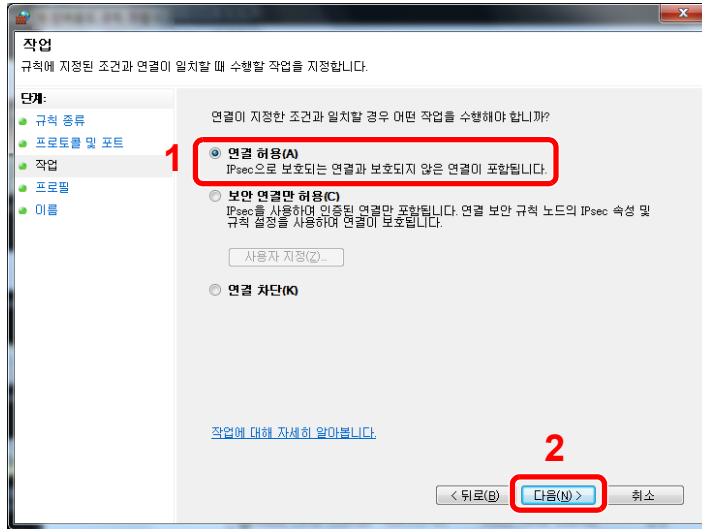 작업
규칙에 지정된 조건과 연결이 일치할 때 수행할 작업을 지정합니다.
단계:
규칙 종류
프로토콜 및 포트
작업
프로필
이름
연결이 지정한 조건과 일치할 경우 어떤 작업을 수행해야 합니까?
1
연결 허용(A)
IPsec으로 보호되는 연결과 보호되지 않은 연결이 포함됩니다.
보안 연결만 허용(C)
IPsec을 사용하여 인증된 연결만 포함됩니다. 연결 보안 규칙 노드의 IPsec 속성 및
규칙 설정을 사용하여 연결이 보호됩니다.
사용자 지정(Z)...
연결 차단(K)
작업에 대해 자세히 알아봅니다.
2
< 뒤로(B)
다음(N) >
취소